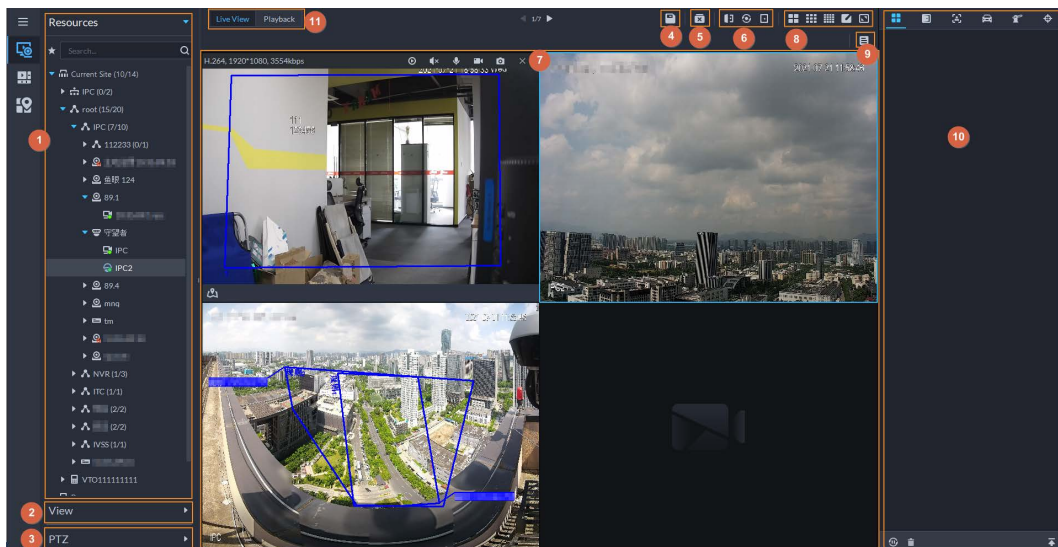 Resources
Live View
Playback
11
1/7
4
5
6
8
9
Search...
H.264, 1920*1080, 3554kbps
7
Current Site (10/14)
IPC (0/2)
root (15/20)
1
IPC (7/10)
10
112233 (0/1)
鱼眼 124
89.1
守望者
IPC
IPC2
89.4
mnq
tm
NVR (1/3)
ITC (1/1)
(2/2)
(2/2)
IVSS (1/1)
VTO111111111
2
View
3
PTZ
IPC